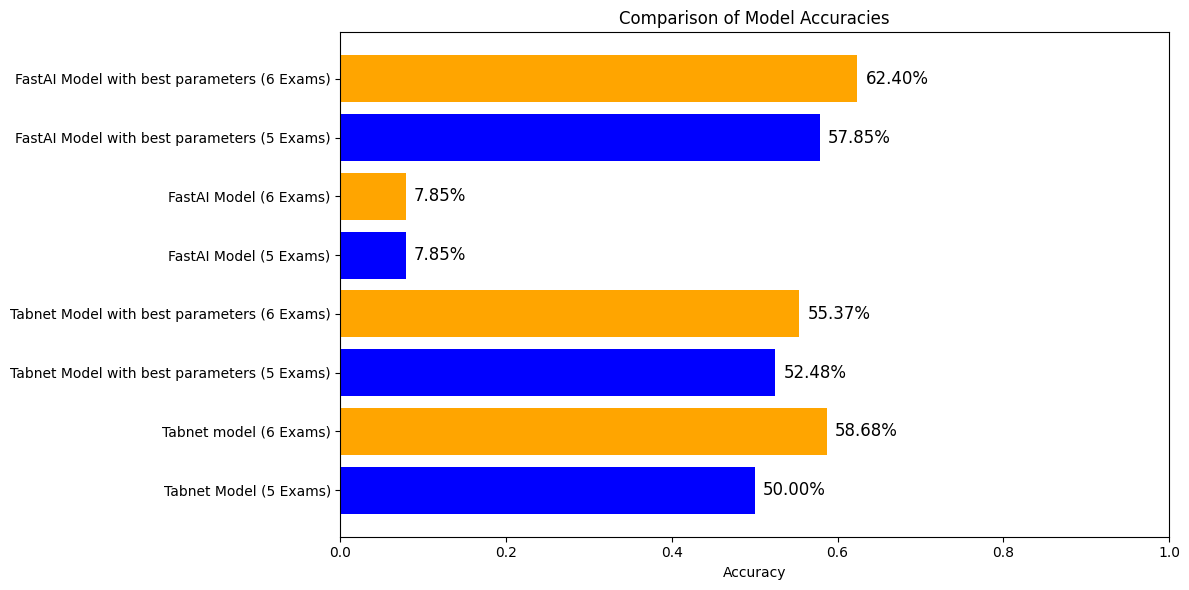 Comparison of Model Accuracies
FastAI Model with best parameters (6 Exams)
62.40%
FastAI Model with best parameters (5 Exams)
57.85%
FastAI Model (6 Exams)
7.85%
FastAI Model (5 Exams)
7.85%
Tabnet Model with best parameters (6 Exams)
55.37%
Tabnet Model with best parameters (5 Exams)
52.48%
Tabnet model (6 Exams)
58.68%
Tabnet Model (5 Exams)
50.00%
0.0 0.2 0.4 0.6 0.8 1.0
Accuracy